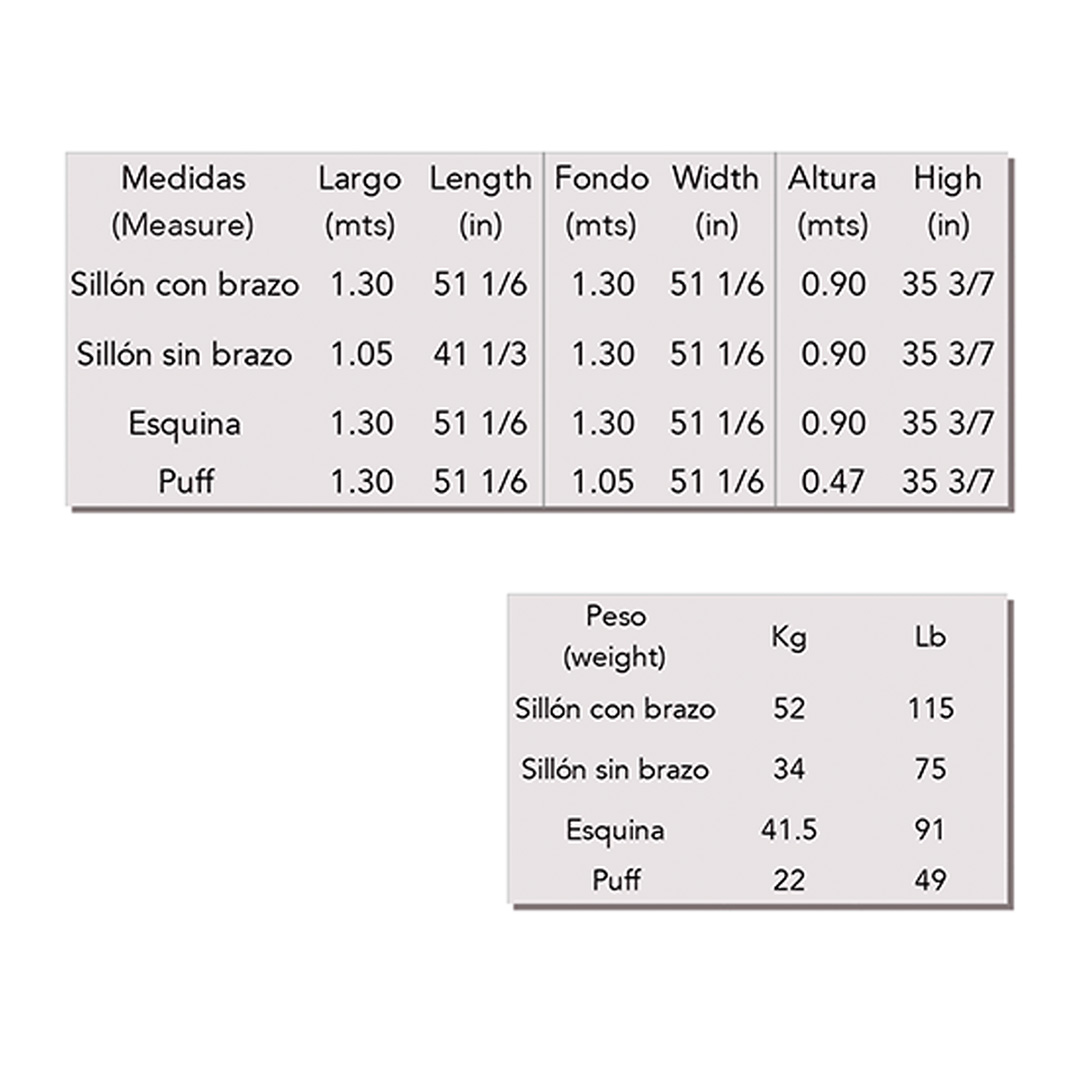 Medidas Largo Length Fondo Width Altura High
(Measure) (mts) (in) (mts) (in) (mts) (in)
Sillón con brazo 1.30 51 1/6 1.30 51 1/6 0.90 35 3/7
Sillón sin brazo 1.05 41 1/3 1.30 51 1/6 0.90 35 3/7
Esquina 1.30 51 1/6 1.30 51 1/6 0.90 35 3/7
Puff 1.30 51 1/6 1.05 51 1/6 0.47 35 3/7
Peso
(weight) Kg Lb
Sillón con brazo 52 115
Sillón sin brazo 34 75
Esquina 41.5 91
Puff 22 49